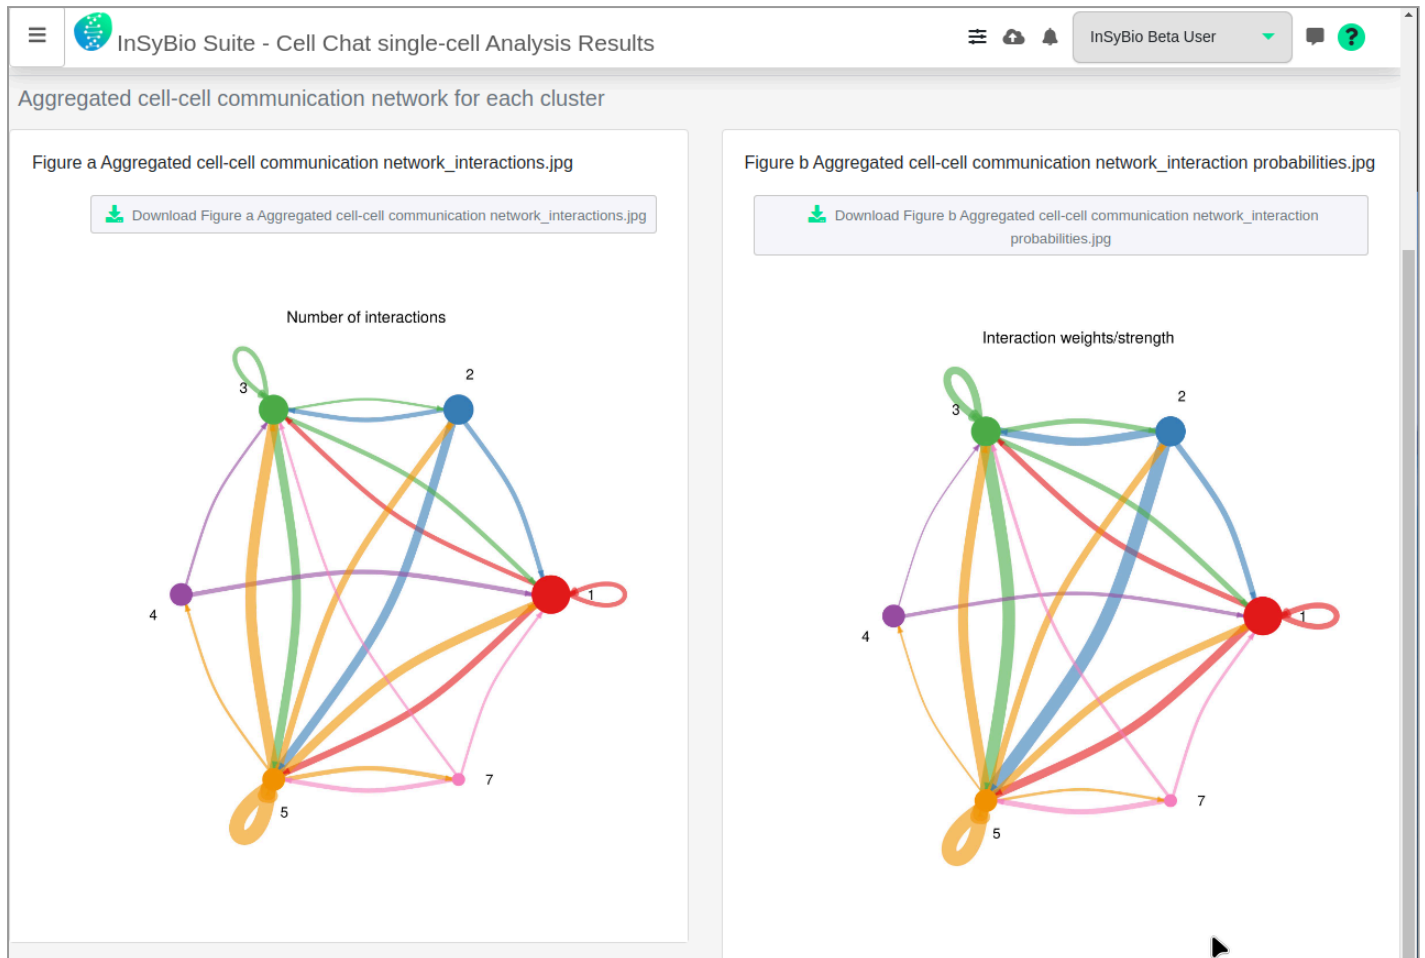 InSyBio Suite - Cell Chat single-cell Analysis Results
InSyBio Beta User
?
Aggregated cell-cell communication network for each cluster
Figure a Aggregated cell-cell communication network_interactions.jpg
Download Figure a Aggregated cell-cell communication network_interactions.jpg
Number of interactions
3
2
1
4
7
5
Figure b Aggregated cell-cell communication network_interaction probabilities.jpg
Download Figure b Aggregated cell-cell communication network_interaction
probabilities.jpg
Interaction weights/strength
2
3
1
4
7
5